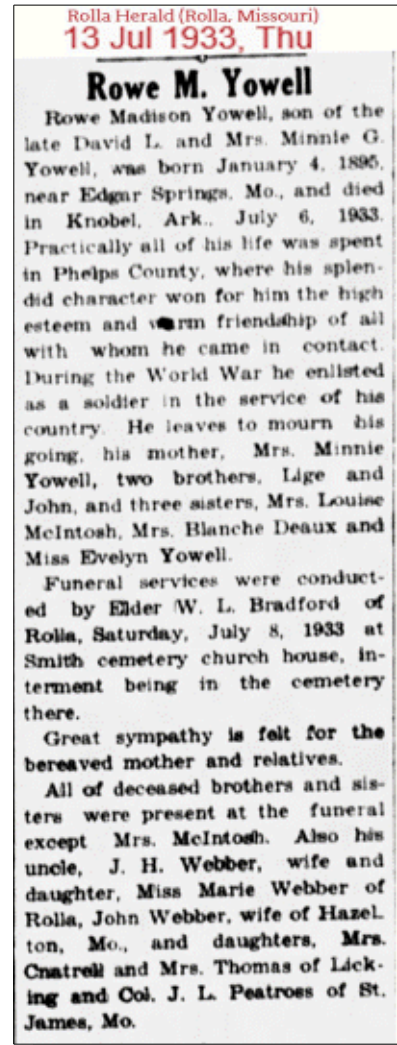 Rolla Herald (Rolla, Missouri)
13 Jul 1933, Thu
Rowe M. Yowell
Rowe Madison Yowell, son of the
late David L. and Mrs. Minnie G.
Yowell, was born January 4, 1895,
near Edgar Springs, Mo., and died
in Knobel, Ark., July 6, 1933.
Practically all of his life was spent
in Phelps County, where his splen-
did character won for him the high
esteem and warm friendship of all
with whom he came in contact.
During the World War he enlisted
as a soldier in the service of his
country. He leaves to mourn his
going, his mother, Mrs. Minnie
Yowell, two brothers, Lige and
John, and three sisters, Mrs. Louise
McIntosh, Mrs. Blanche Deaux and
Miss Evelyn Yowell.
Funeral services were conduct-
ed by Elder W. L. Bradford of
Rolla, Saturday, July 8, 1933 at
Smith cemetery church house, in-
terment being in the cemetery
there.
Great sympathy is felt for the
bereaved mother and relatives.
All of deceased brothers and sis-
ters were present at the funeral
except Mrs. McIntosh. Also his
uncle, J. H. Webber, wife and
daughter, Miss Marie Webber of
Rolla, John Webber, wife of Hazel-
ton, Mo., and daughters, Mrs.
Cnatrell and Mrs. Thomas of Lick-
ing and Col. J. L. Peatross of St.
James, Mo.